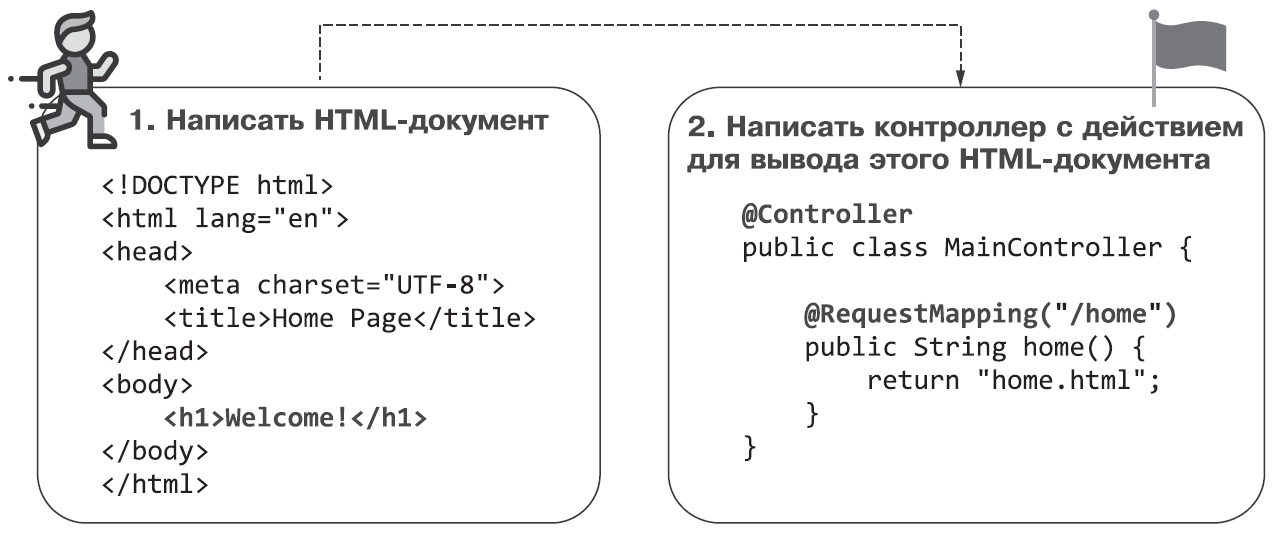 1. Написать HTML-документ
<!DOCTYPE html>
<html lang="en">
<head>
    <meta charset="UTF-8">
    <title>Home Page</title>
</head>
<body>
    <h1>Welcome!</h1>
</body>
</html>
2. Написать контроллер с действием
для вывода этого HTML-документа
@Controller
public class MainController {
    @RequestMapping("/home")
    public String home() {
        return "home.html";
    }
}